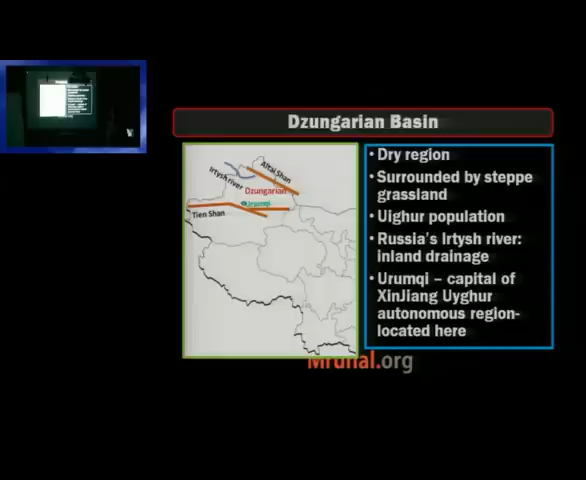 Dzungarian Basin
Altai Shan
Irtysh river
Dzungarian
Urumqi
Tien Shan
• Dry region
• Surrounded by steppe
grassland
• Uighur population
• Russia's Irtysh river:
inland drainage
• Urumqi – capital of
XinJiang Uyghur
autonomous region-
located here
Mrunal.org